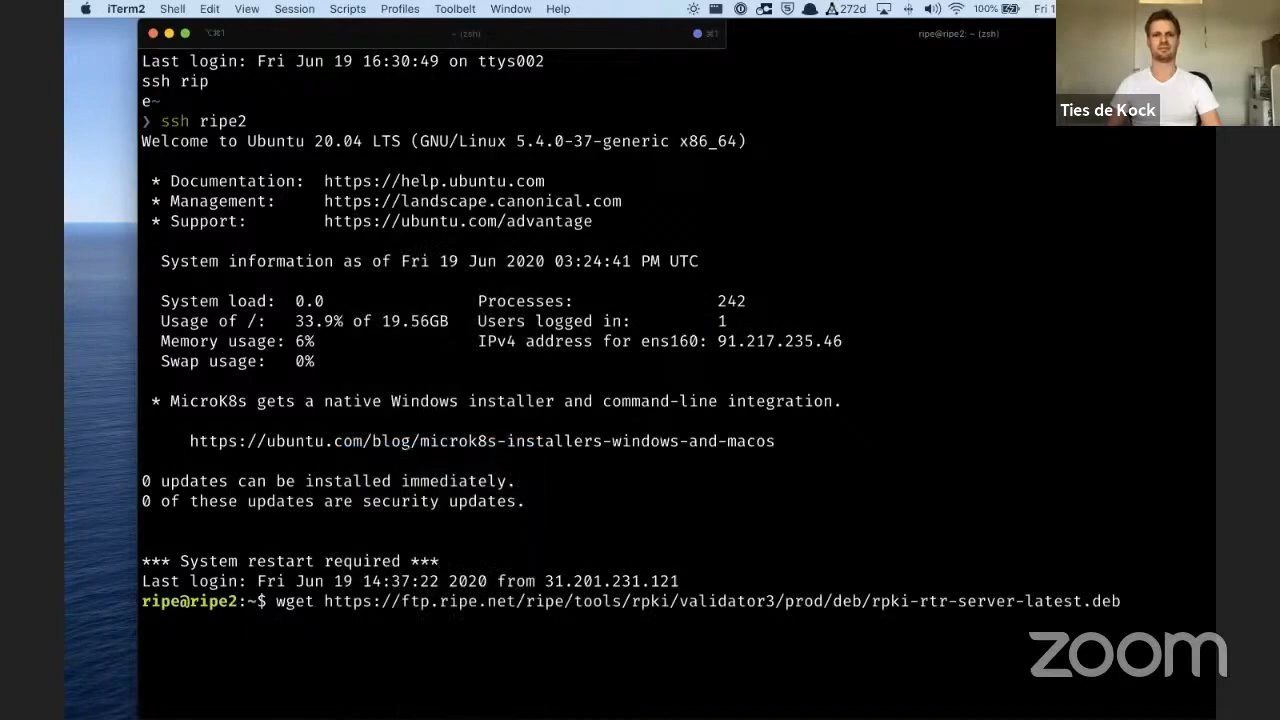 iTerm2 Shell Edit View Session Scripts Profiles Toolbelt Window Help 272d 100% Fri 1
⌥⌘1 ~ (zsh) ⌘1 ripe@ripe2: ~ (zsh)
Last login: Fri Jun 19 16:30:49 on ttys002
ssh rip
e~
❯ ssh ripe2
Welcome to Ubuntu 20.04 LTS (GNU/Linux 5.4.0-37-generic x86_64)
* Documentation: https://help.ubuntu.com
* Management: https://landscape.canonical.com
* Support: https://ubuntu.com/advantage
System information as of Fri 19 Jun 2020 03:24:41 PM UTC
System load: 0.0 Processes: 242
Usage of /: 33.9% of 19.56GB Users logged in: 1
Memory usage: 6% IPv4 address for ens160: 91.217.235.46
Swap usage: 0%
* MicroK8s gets a native Windows installer and command-line integration.
https://ubuntu.com/blog/microk8s-installers-windows-and-macos
0 updates can be installed immediately.
0 of these updates are security updates.
*** System restart required ***
Last login: Fri Jun 19 14:37:22 2020 from 31.201.231.121
ripe@ripe2:~$ wget https://ftp.ripe.net/ripe/tools/rpki/validator3/prod/deb/rpki-rtr-server-latest.deb
Ties de Kock
zoom